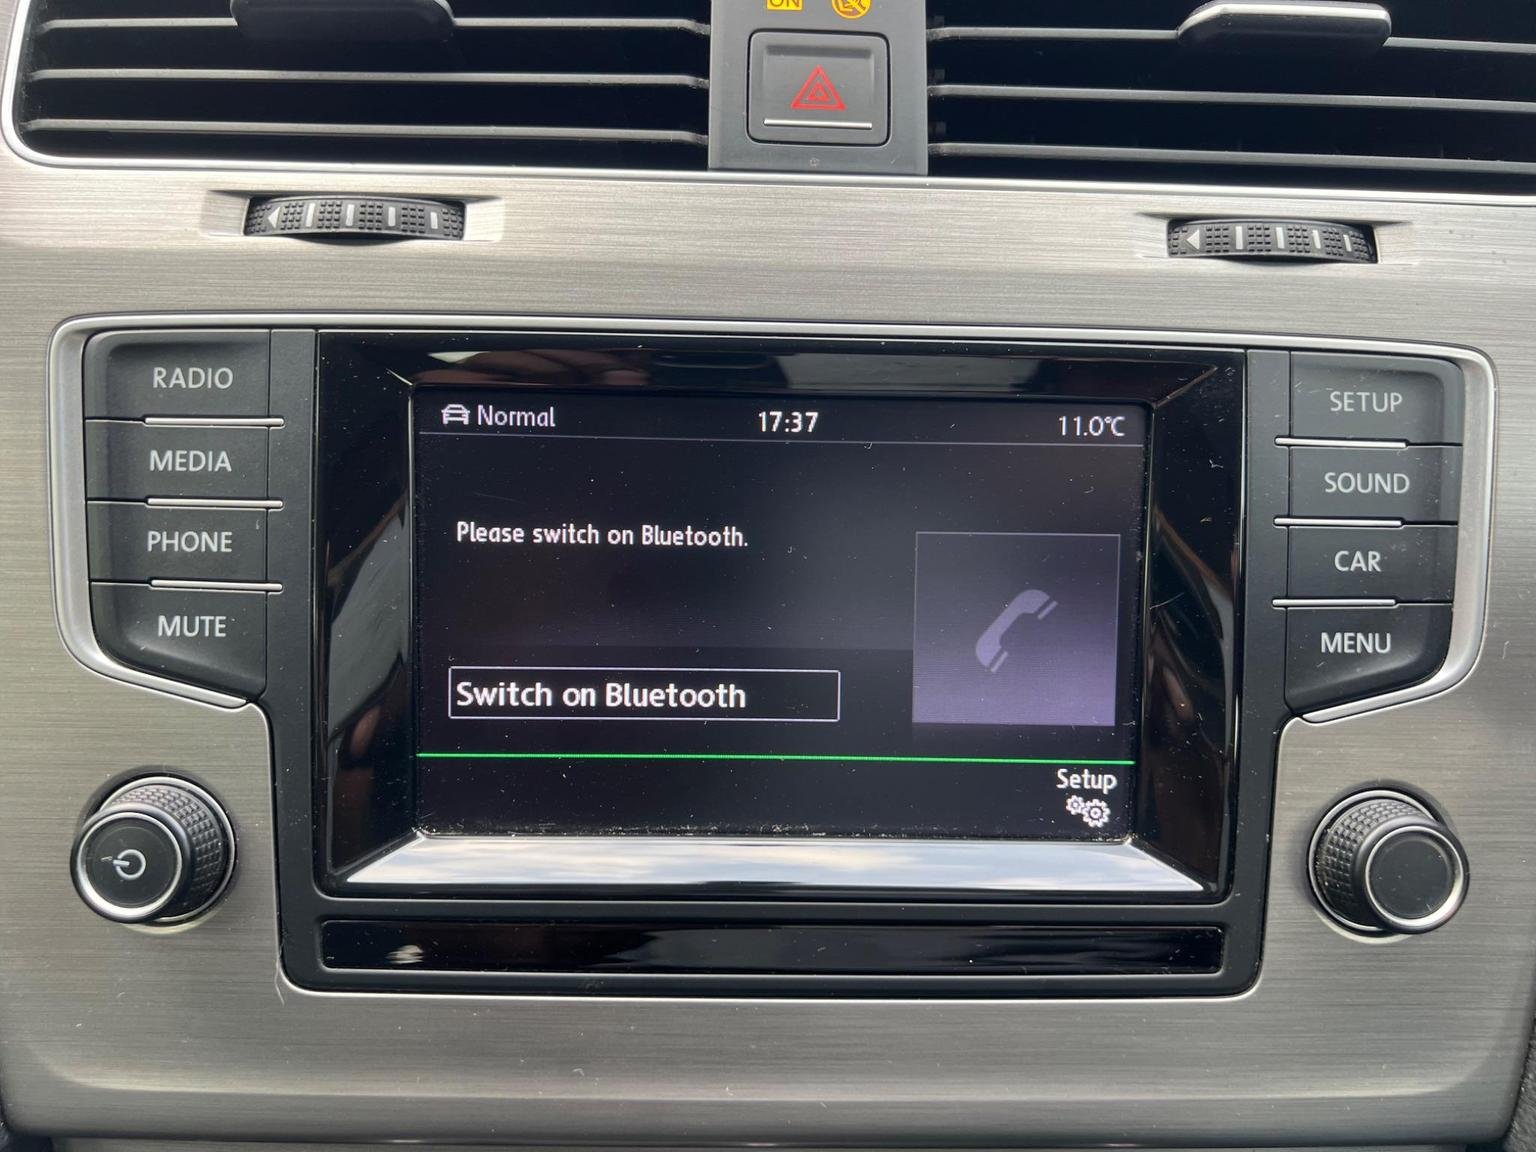 ON
RADIO
MEDIA
PHONE
MUTE
Normal 17:37 11.0°C
Please switch on Bluetooth.
Switch on Bluetooth
Setup
SETUP
SOUND
CAR
MENU